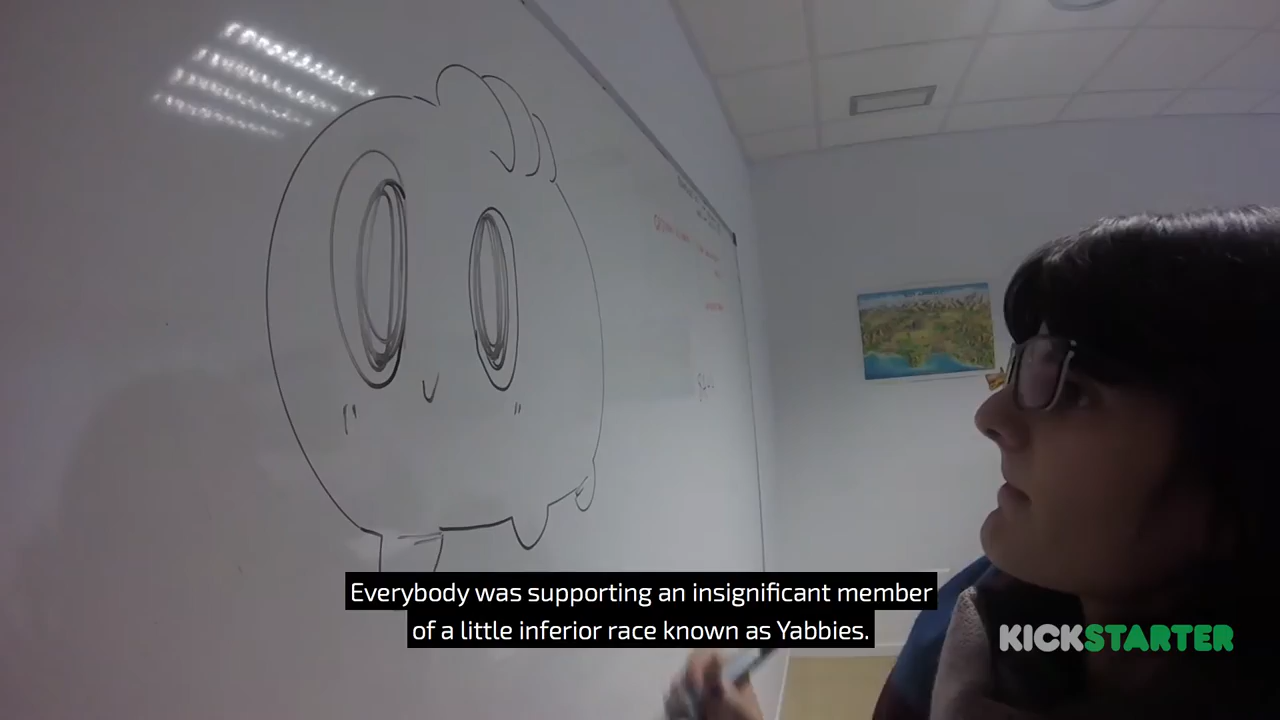 Everybody was supporting an insignificant member
of a little inferior race known as Yabbies.
KICKSTARTER